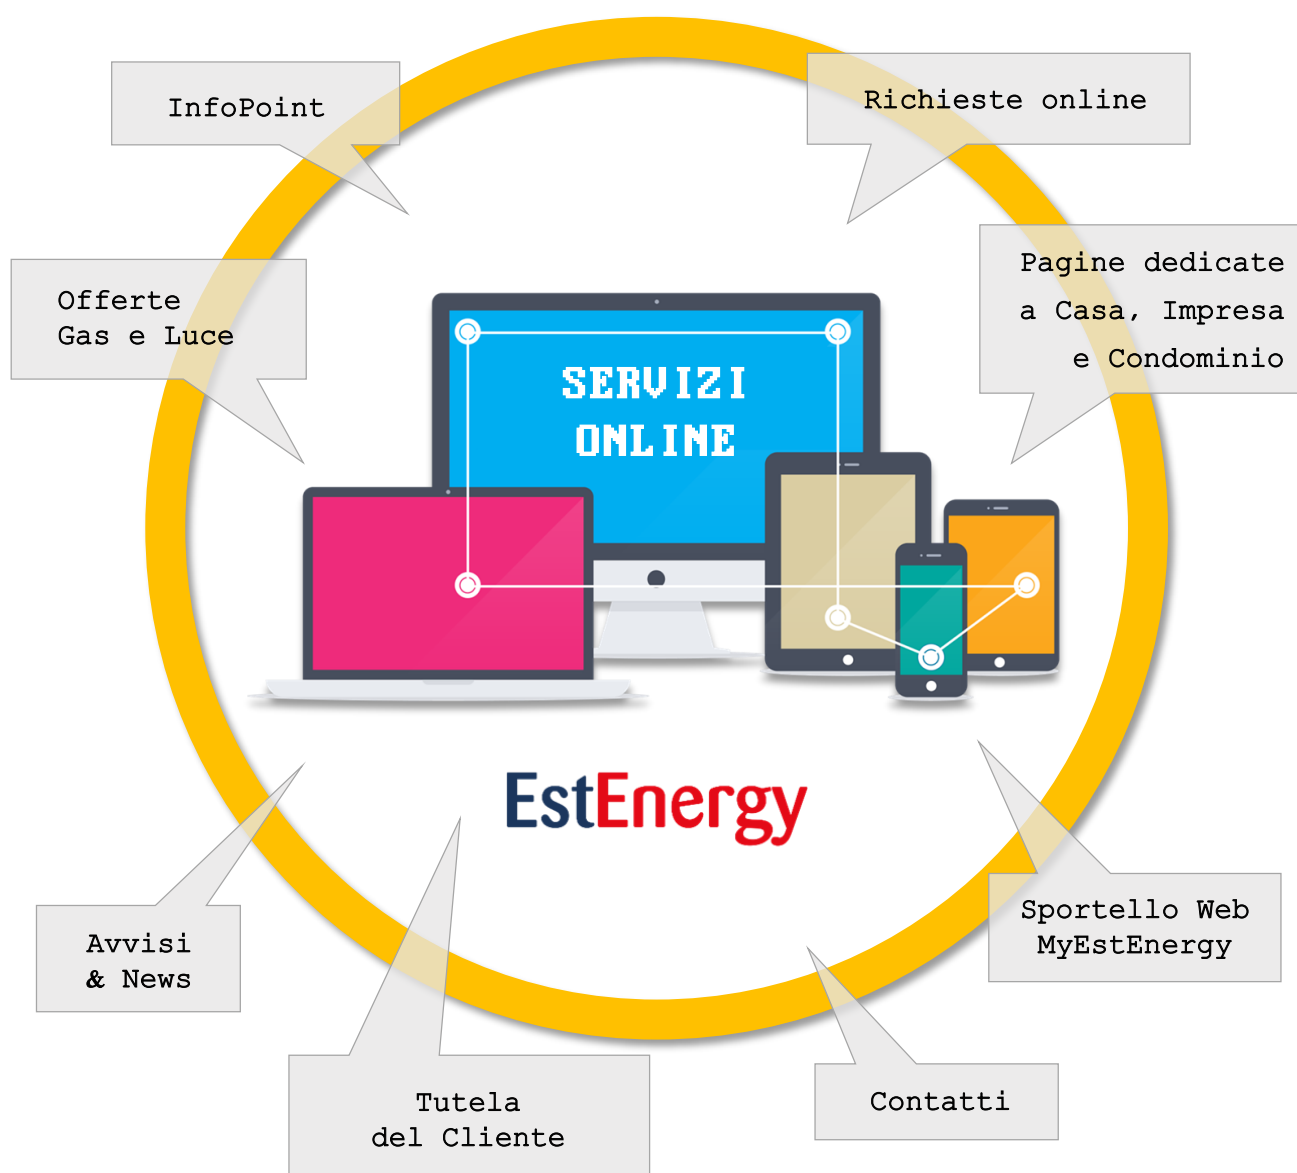 InfoPoint
Richieste online
Offerte
Gas e Luce
Pagine dedicate
a Casa, Impresa
e Condominio
SERVIZI
ONLINE
EstEnergy
Avvisi
& News
Sportello Web
MyEstEnergy
Tutela
del Cliente
Contatti